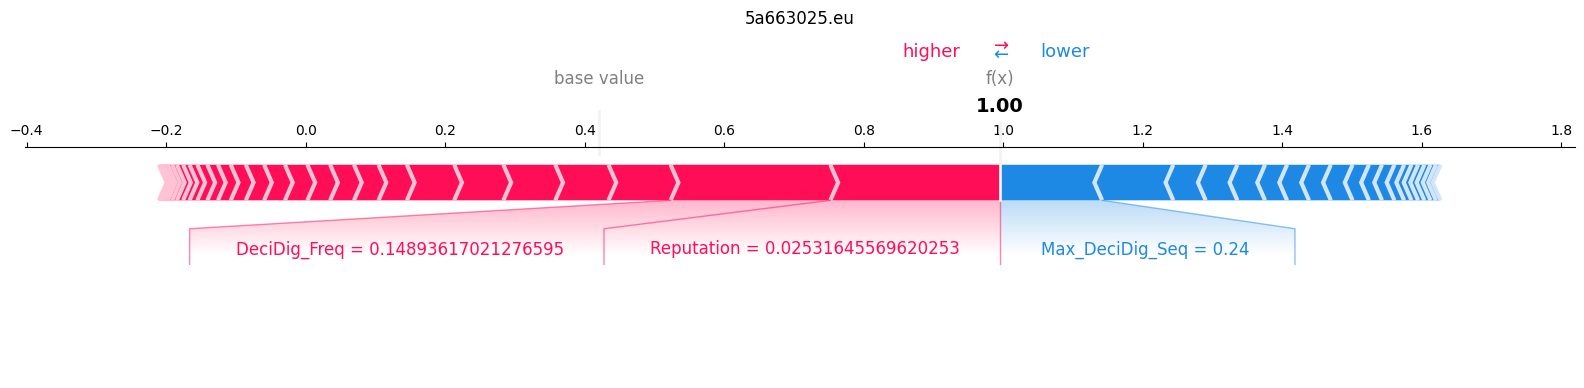 5a663025.eu
higher ⇄ lower
base value f(x)
1.00
−0.4 −0.2 0.0 0.2 0.4 0.6 0.8 1.0 1.2 1.4 1.6 1.8
DeciDig_Freq = 0.14893617021276595 Reputation = 0.02531645569620253 Max_DeciDig_Seq = 0.24